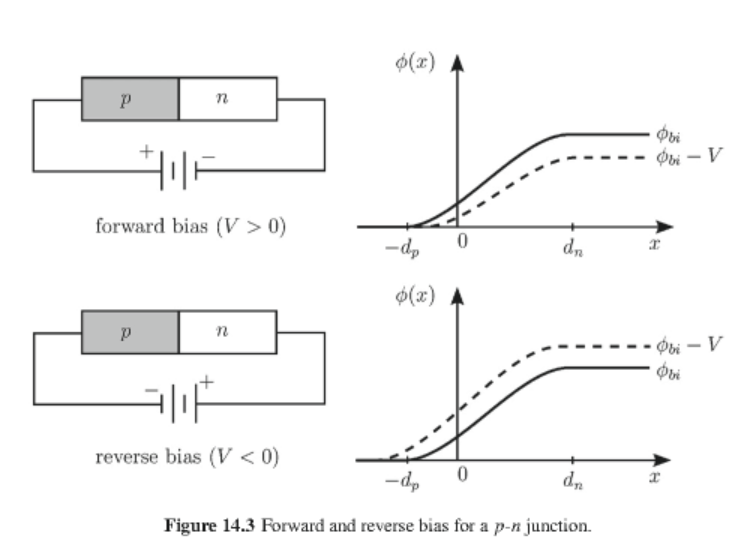 p n
+ −
forward bias (V > 0)
ϕ(x)
ϕ_bi
ϕ_bi − V
−d_p 0 d_n x
p n
− +
reverse bias (V < 0)
ϕ(x)
ϕ_bi − V
ϕ_bi
−d_p 0 d_n x
Figure 14.3 Forward and reverse bias for a p-n junction.